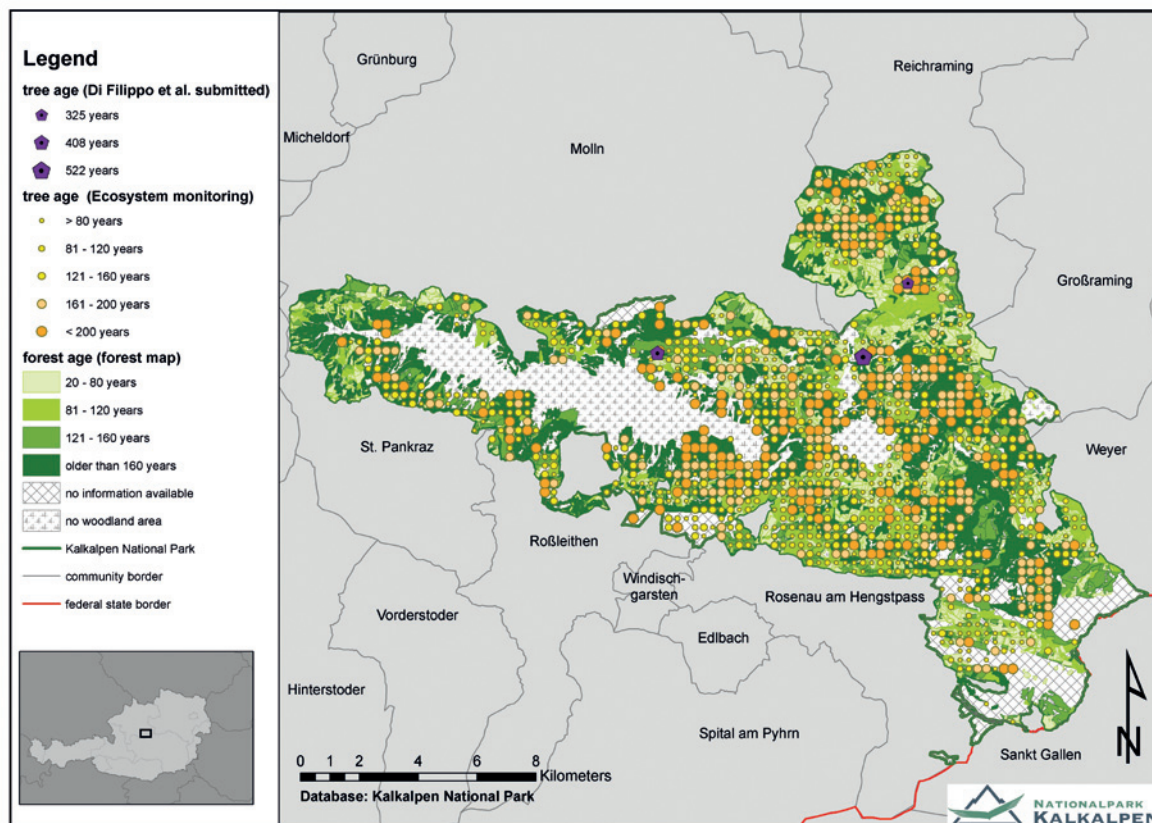 Legend
tree age (Di Filippo et al. submitted)
325 years
408 years
522 years
tree age (Ecosystem monitoring)
> 80 years
81 - 120 years
121 - 160 years
161 - 200 years
< 200 years
forest age (forest map)
20 - 80 years
81 - 120 years
121 - 160 years
older than 160 years
no information available
no woodland area
Kalkalpen National Park
community border
federal state border
Grünburg
Reichraming
Micheldorf
Molln
Großraming
St. Pankraz
Weyer
Roßleithen
Windisch-
garsten
Rosenau am Hengstpass
Vorderstoder
Edlbach
Hinterstoder
Spital am Pyhrn
Sankt Gallen
N
0 1 2 4 6 8
Kilometers
Database: Kalkalpen National Park
NATIONALPARK
KALKALPEN